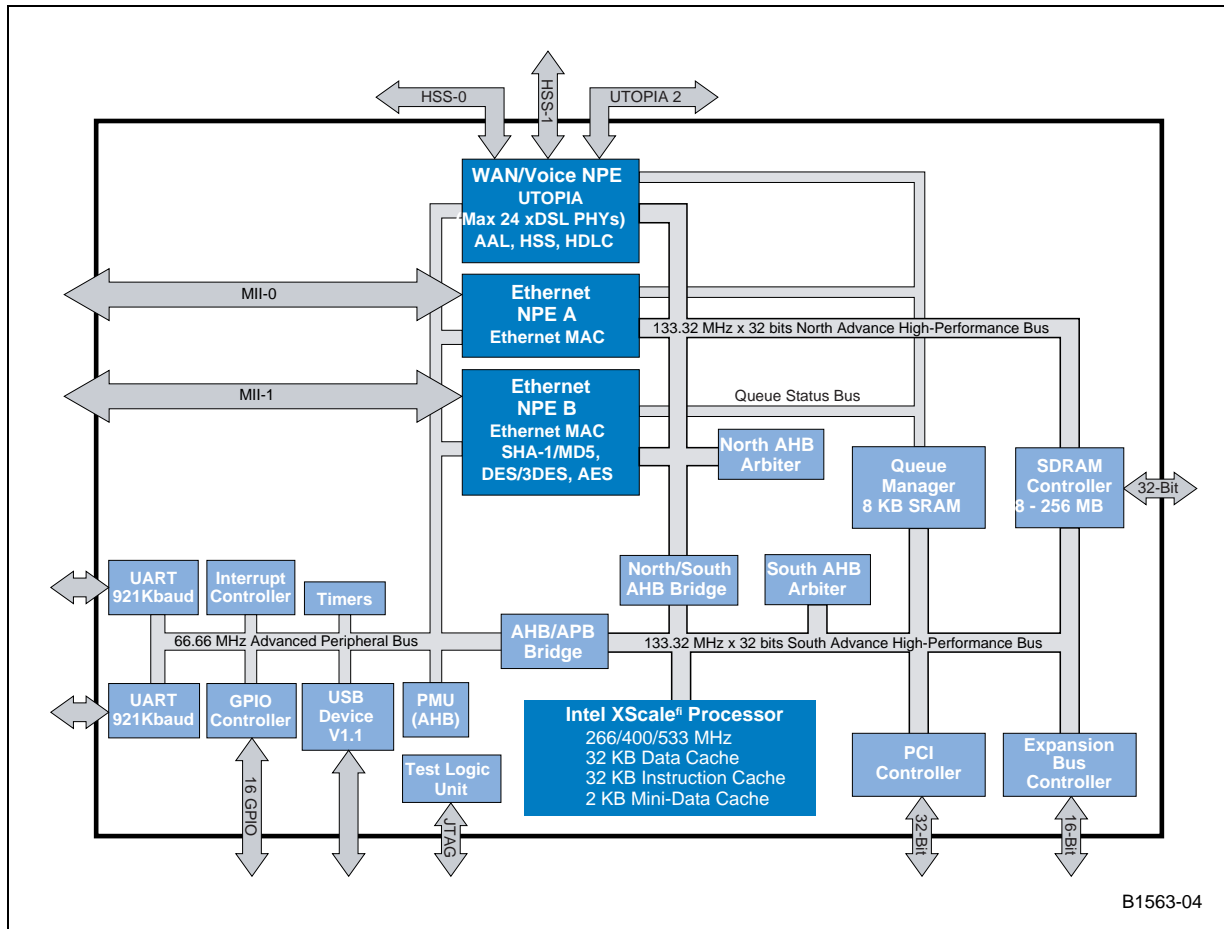 HSS-0
HSS-1
UTOPIA 2
WAN/Voice NPE
UTOPIA
(Max 24 xDSL PHYs)
AAL, HSS, HDLC
MII-0
Ethernet
NPE A
Ethernet MAC
133.32 MHz x 32 bits North Advance High-Performance Bus
MII-1
Ethernet
NPE B
Ethernet MAC
SHA-1/MD5,
DES/3DES, AES
Queue Status Bus
North AHB
Arbiter
Queue
Manager
8 KB SRAM
SDRAM
Controller
8 - 256 MB
32-Bit
UART
921Kbaud
Interrupt
Controller
Timers
North/South
AHB Bridge
South AHB
Arbiter
66.66 MHz Advanced Peripheral Bus
AHB/APB
Bridge
133.32 MHz x 32 bits South Advance High-Performance Bus
UART
921Kbaud
GPIO
Controller
USB
Device
V1.1
PMU
(AHB)
Test Logic
Unit
Intel XScalefi Processor
266/400/533 MHz
32 KB Data Cache
32 KB Instruction Cache
2 KB Mini-Data Cache
PCI
Controller
Expansion
Bus
Controller
16 GPIO
JTAG
32-Bit
16-Bit
B1563-04